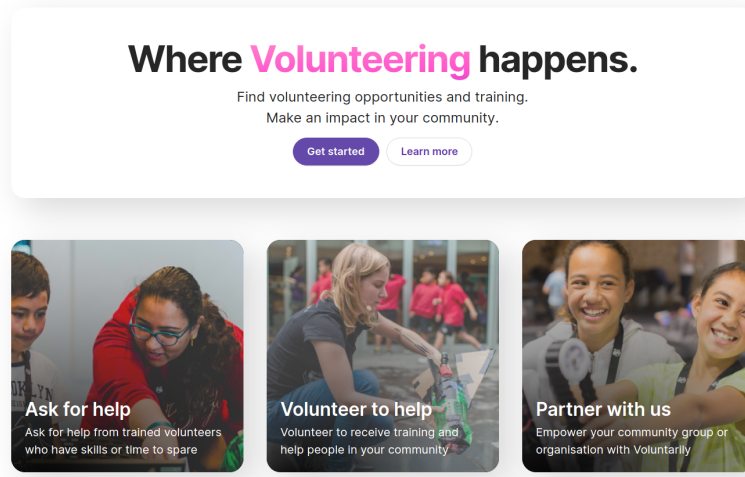 Where Volunteering happens.
Find volunteering opportunities and training.
Make an impact in your community.
Get started
Learn more
Ask for help
Ask for help from trained volunteers
who have skills or time to spare
Volunteer to help
Volunteer to receive training and
help people in your community
Partner with us
Empower your community group or
organisation with Voluntarily